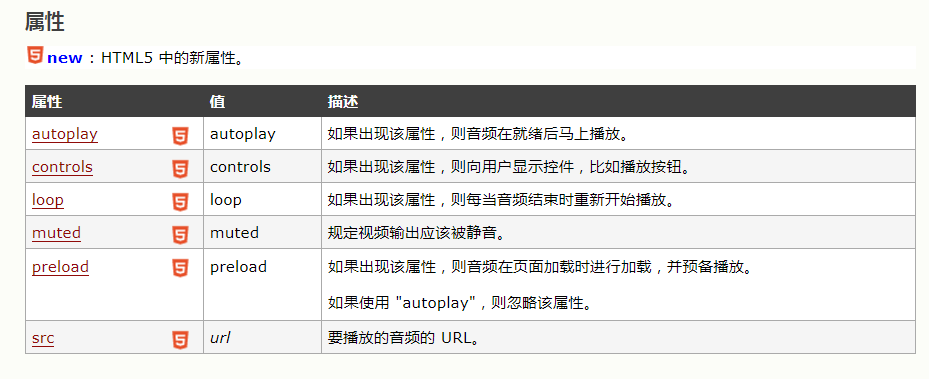 属性
5 new : HTML5 中的新属性。
属性 值 描述
autoplay 5 autoplay 如果出现该属性，则音频在就绪后马上播放。
controls 5 controls 如果出现该属性，则向用户显示控件，比如播放按钮。
loop 5 loop 如果出现该属性，则每当音频结束时重新开始播放。
muted 5 muted 规定视频输出应该被静音。
preload 5 preload 如果出现该属性，则音频在页面加载时进行加载，并预备播放。
如果使用 "autoplay"，则忽略该属性。
src 5 url 要播放的音频的 URL。